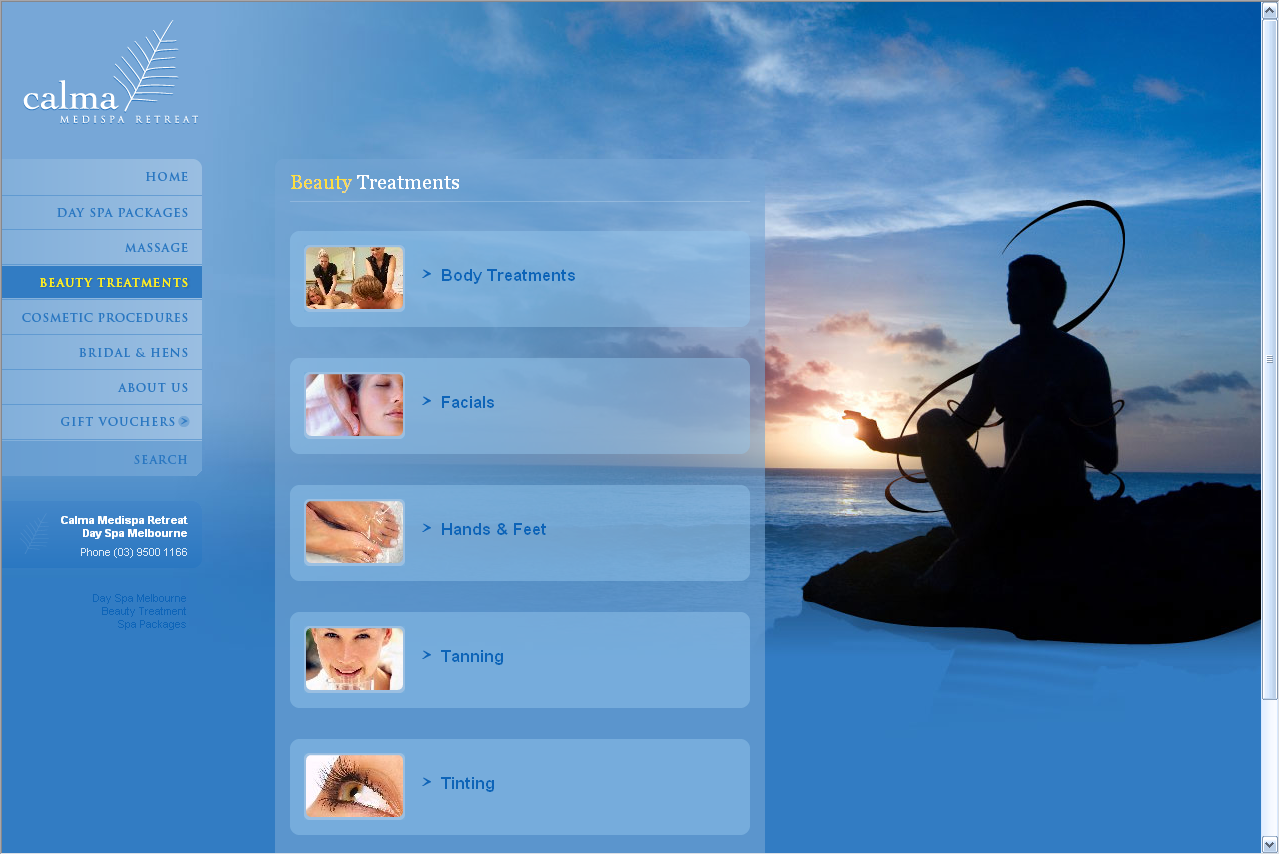 calma
MEDISPA RETREAT
HOME
DAY SPA PACKAGES
MASSAGE
BEAUTY TREATMENTS
COSMETIC PROCEDURES
BRIDAL & HENS
ABOUT US
GIFT VOUCHERS >
SEARCH
Calma Medispa Retreat
Day Spa Melbourne
Phone (03) 9500 1166
Day Spa Melbourne
Beauty Treatment
Spa Packages
Beauty Treatments
> Body Treatments
> Facials
> Hands & Feet
> Tanning
> Tinting